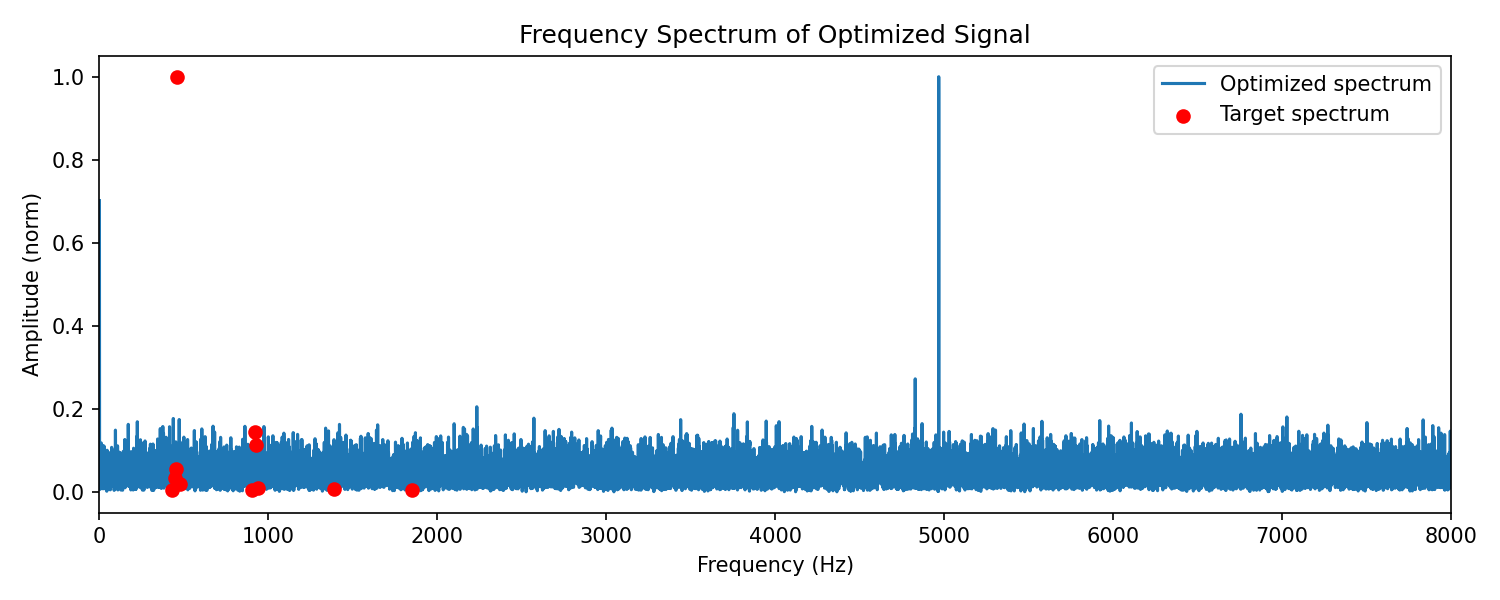 Frequency Spectrum of Optimized Signal
Optimized spectrum
Target spectrum
Amplitude (norm)
1.0
0.8
0.6
0.4
0.2
0.0
0 1000 2000 3000 4000 5000 6000 7000 8000
Frequency (Hz)